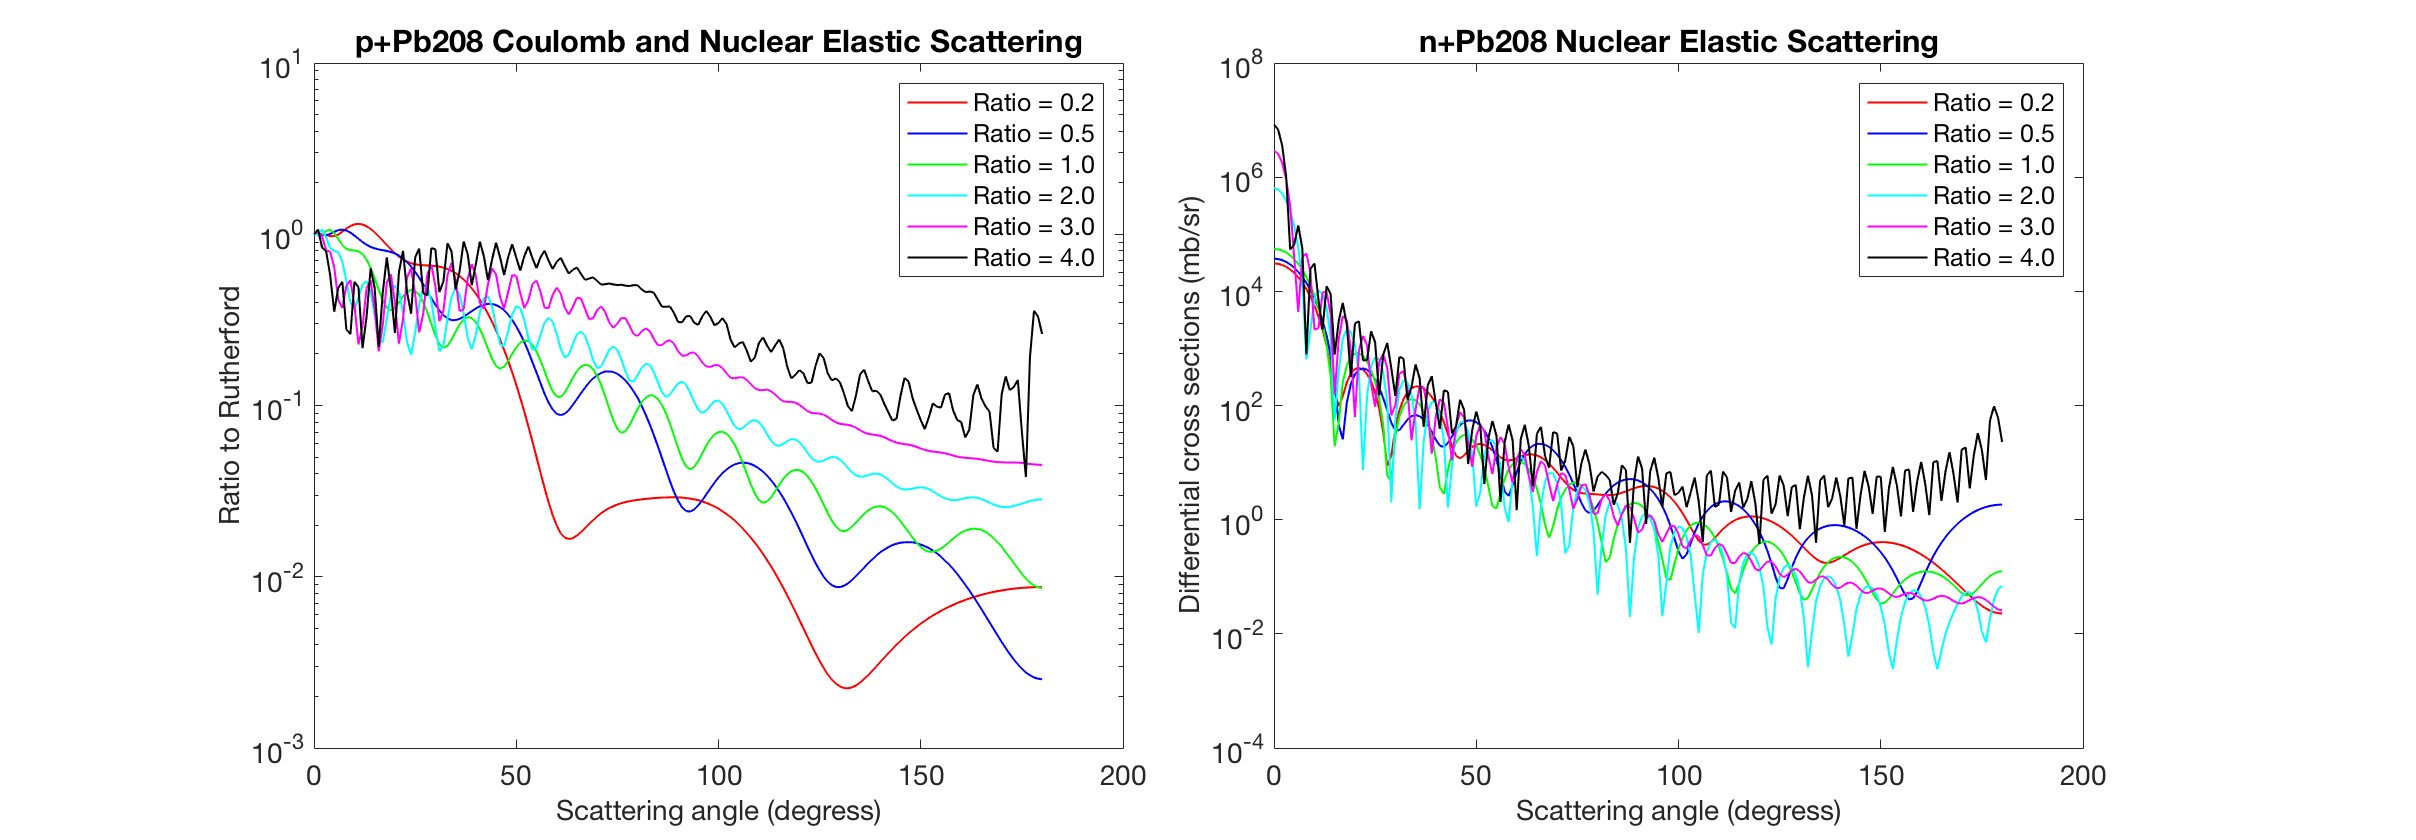 p+Pb208 Coulomb and Nuclear Elastic Scattering
Ratio to Rutherford
10^1
10^0
10^-1
10^-2
10^-3
0 50 100 150 200
Scattering angle (degress)
Ratio = 0.2
Ratio = 0.5
Ratio = 1.0
Ratio = 2.0
Ratio = 3.0
Ratio = 4.0
n+Pb208 Nuclear Elastic Scattering
Differential cross sections (mb/sr)
10^8
10^6
10^4
10^2
10^0
10^-2
10^-4
0 50 100 150 200
Scattering angle (degress)
Ratio = 0.2
Ratio = 0.5
Ratio = 1.0
Ratio = 2.0
Ratio = 3.0
Ratio = 4.0